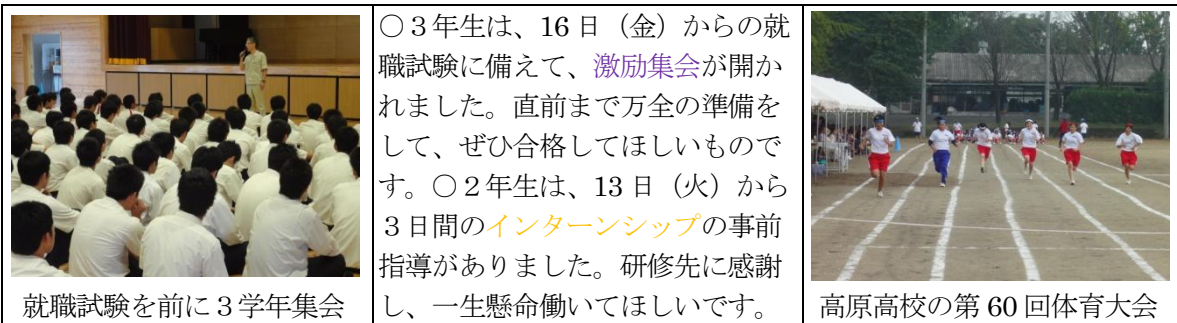 就職試験を前に３学年集会
○３年生は、16日（金）からの就
職試験に備えて、激励集会が開か
れました。直前まで万全の準備を
して、ぜひ合格してほしいもので
す。○２年生は、13日（火）から
３日間のインターンシップの事前
指導がありました。研修先に感謝
し、一生懸命働いてほしいです。
高原高校の第60回体育大会